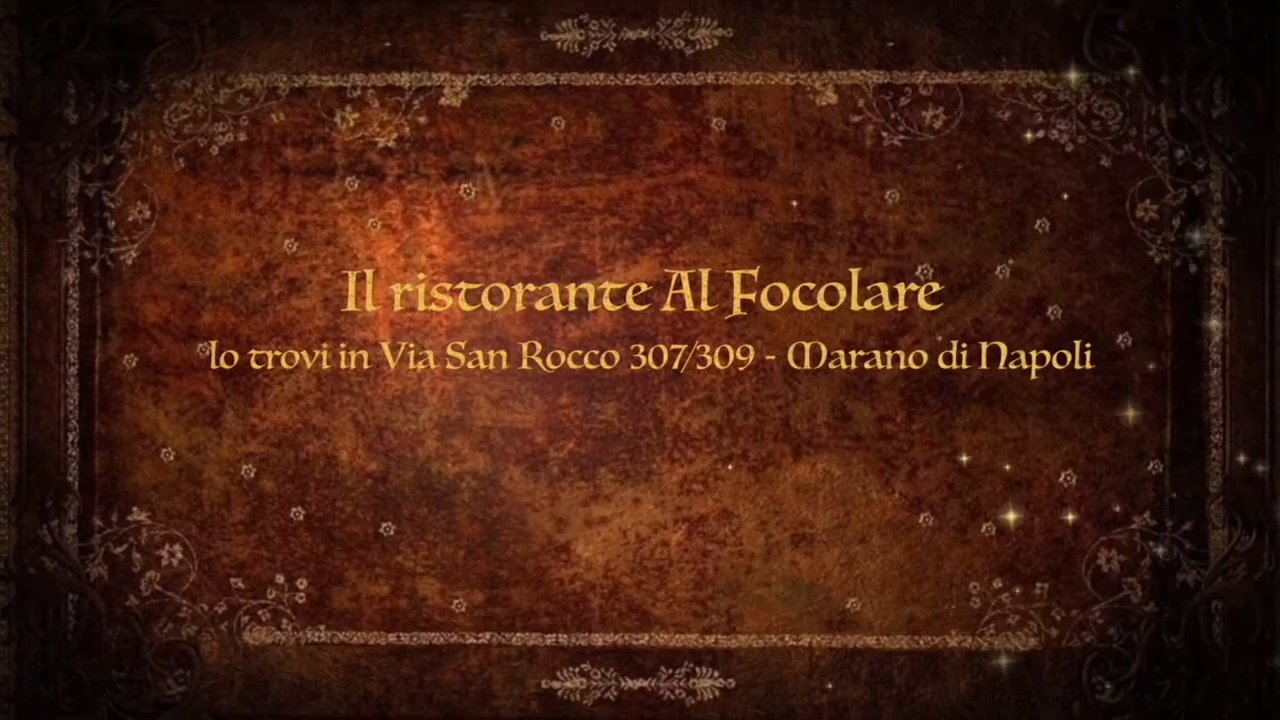 Il ristorante Al Focolare
lo trovi in Via San Rocco 307/309 - Marano di Napoli